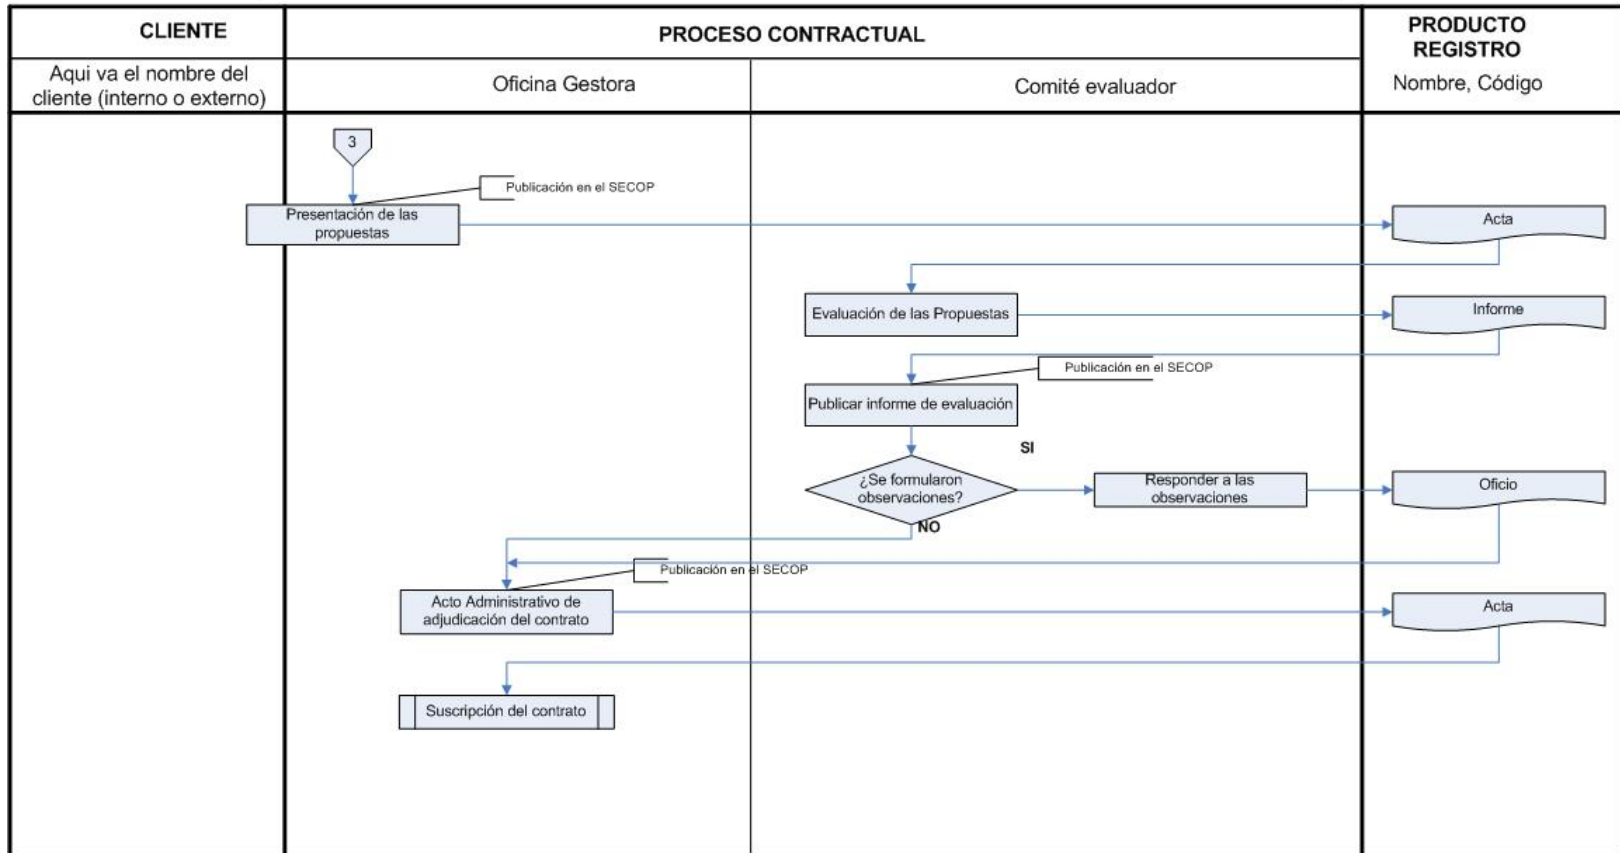 CLIENTE
PROCESO CONTRACTUAL
PRODUCTO
REGISTRO
Aqui va el nombre del
cliente (interno o externo)
Oficina Gestora
Comité evaluador
Nombre, Código
3
Publicación en el SECOP
Presentación de las
propuestas
Acta
Evaluación de las Propuestas
Informe
Publicación en el SECOP
Publicar informe de evaluación
SI
¿Se formularon
observaciones?
Responder a las
observaciones
Oficio
NO
Publicación en el SECOP
Acto Administrativo de
adjudicación del contrato
Acta
Suscripción del contrato